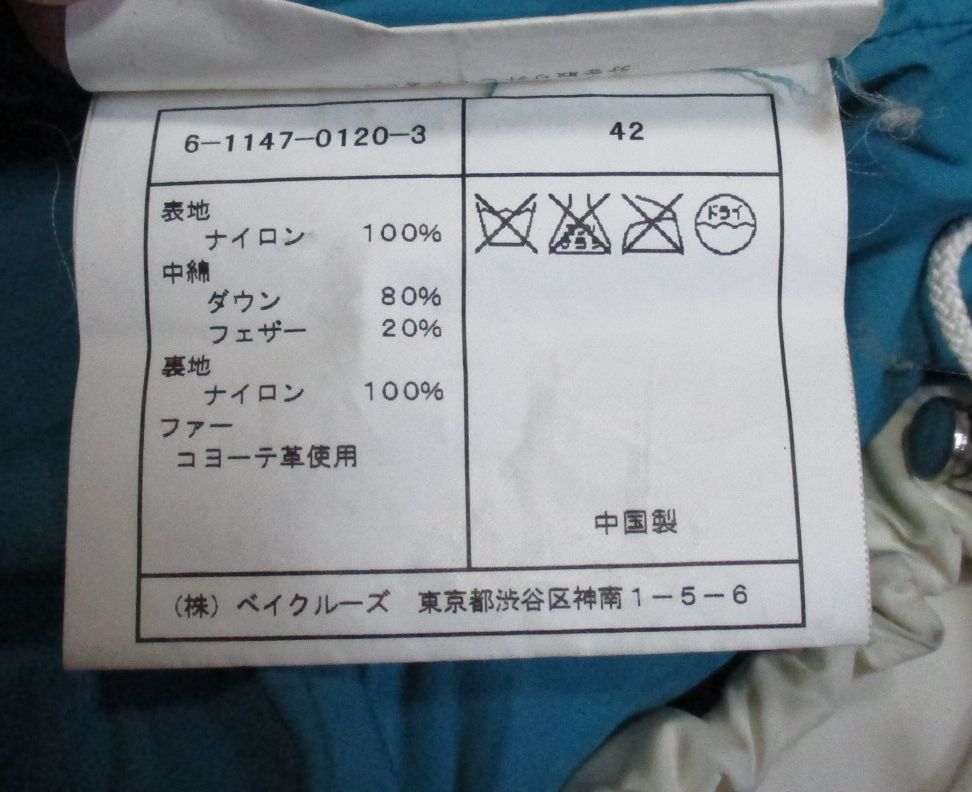 6-1147-0120-3
42
表地
ナイロン 100%
中綿
ダウン 80%
フェザー 20%
裏地
ナイロン 100%
ファー
コヨーテ革使用
ドライ
中国製
(株) ベイクルーズ 東京都渋谷区神南1-5-6